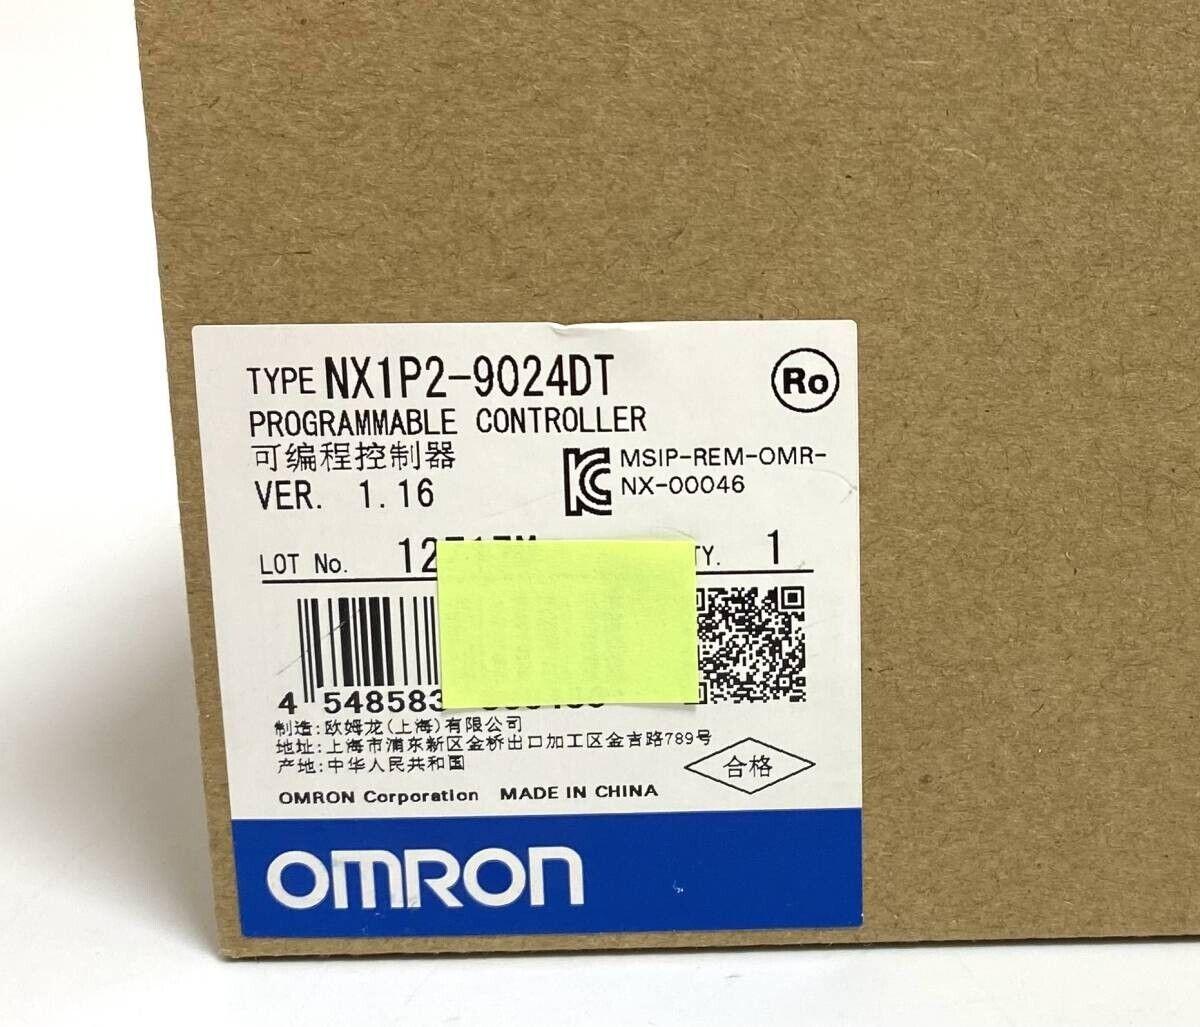 TYPE NX1P2-9024DT
Ro
PROGRAMMABLE CONTROLLER
可编程控制器
MSIP-REM-OMR-
NX-00046
VER. 1.16
LOT No.
1
4 548583
制造:欧姆龙(上海)有限公司
地址:上海市浦东新区金桥出口加工区金吉路789号
产地:中华人民共和国
合格
OMRON Corporation MADE IN CHINA
OMRON